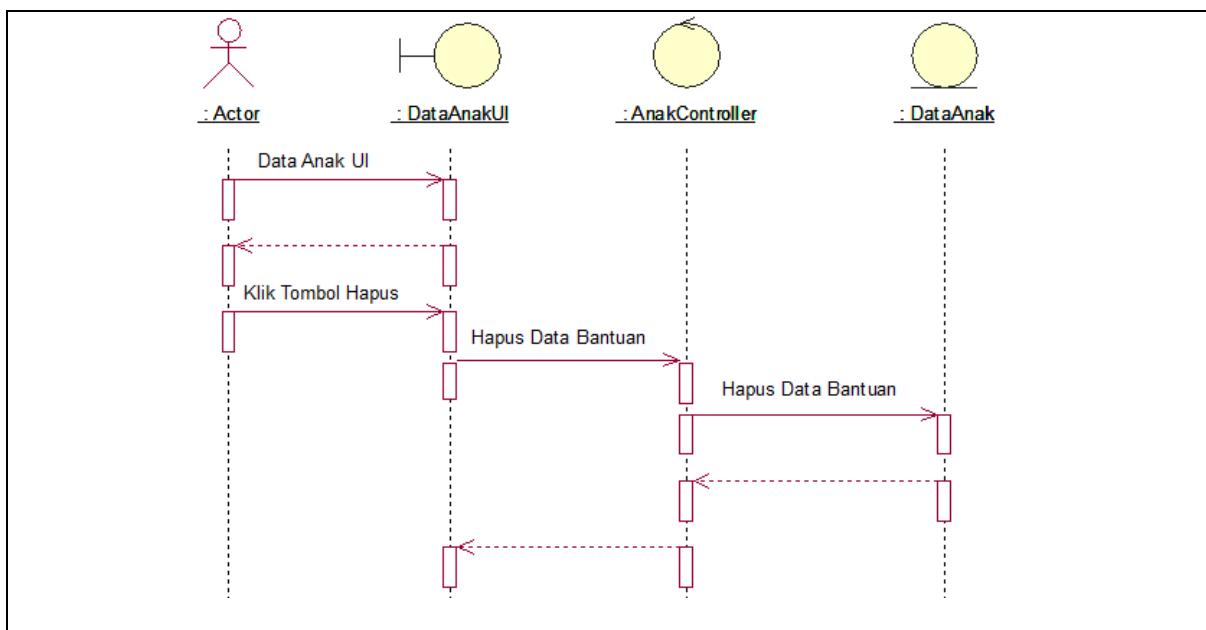 : Actor
: DataAnakUI
: AnakController
: DataAnak
Data Anak UI
Klik Tombol Hapus
Hapus Data Bantuan
Hapus Data Bantuan